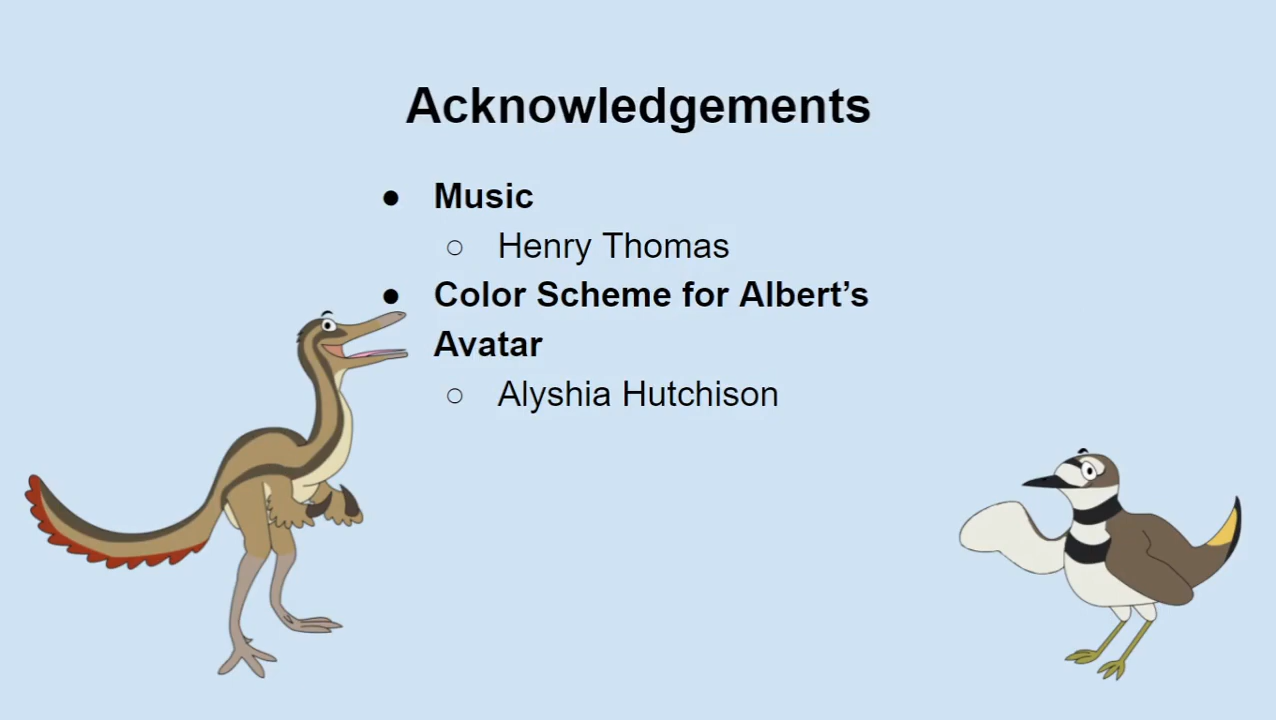 Acknowledgements
● Music
○ Henry Thomas
● Color Scheme for Albert’s
Avatar
○ Alyshia Hutchison